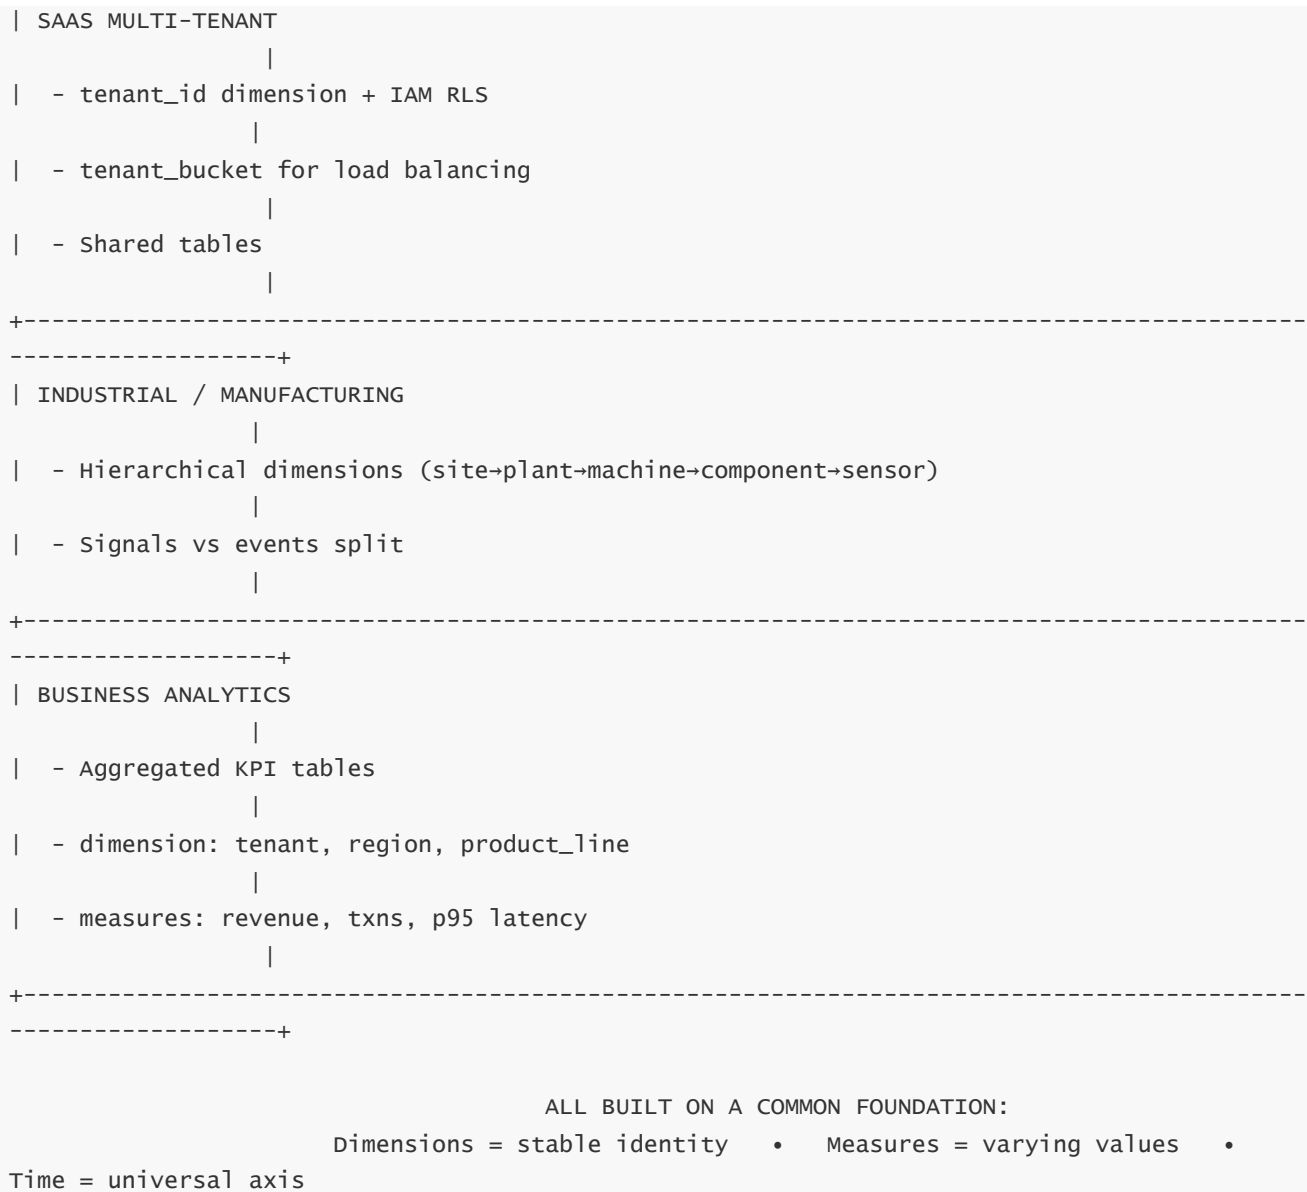 | SAAS MULTI-TENANT
|
|  - tenant_id dimension + IAM RLS
|
|  - tenant_bucket for load balancing
|
|  - Shared tables
|
+------------------------------------------------------------------------------------------
-------------------+
| INDUSTRIAL / MANUFACTURING
|
|  - Hierarchical dimensions (site→plant→machine→component→sensor)
|
|  - Signals vs events split
|
+------------------------------------------------------------------------------------------
-------------------+
| BUSINESS ANALYTICS
|
|  - Aggregated KPI tables
|
|  - dimension: tenant, region, product_line
|
|  - measures: revenue, txns, p95 latency
|
+------------------------------------------------------------------------------------------
-------------------+
ALL BUILT ON A COMMON FOUNDATION:
Dimensions = stable identity   •   Measures = varying values   •
Time = universal axis